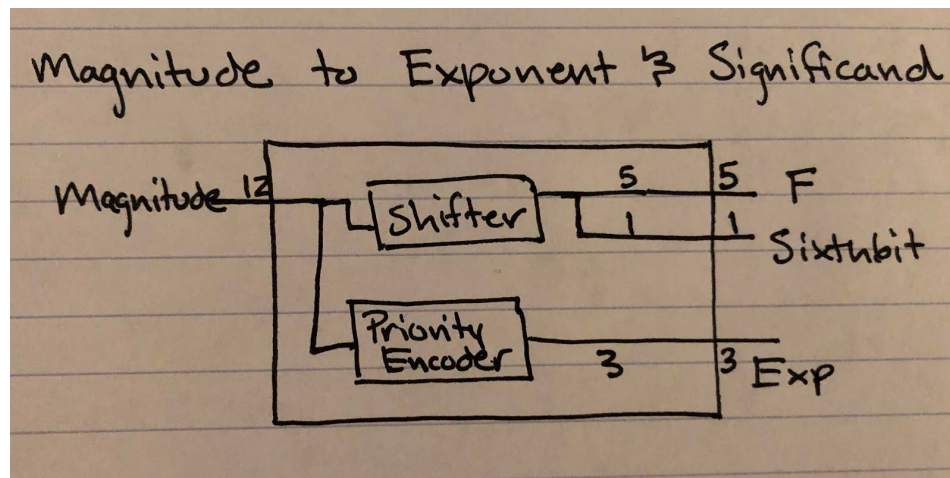 Magnitude to Exponent & Significand
Magnitude 12
Shifter
5
5
F
1
1
Sixthbit
Priority
Encoder
3
3
Exp